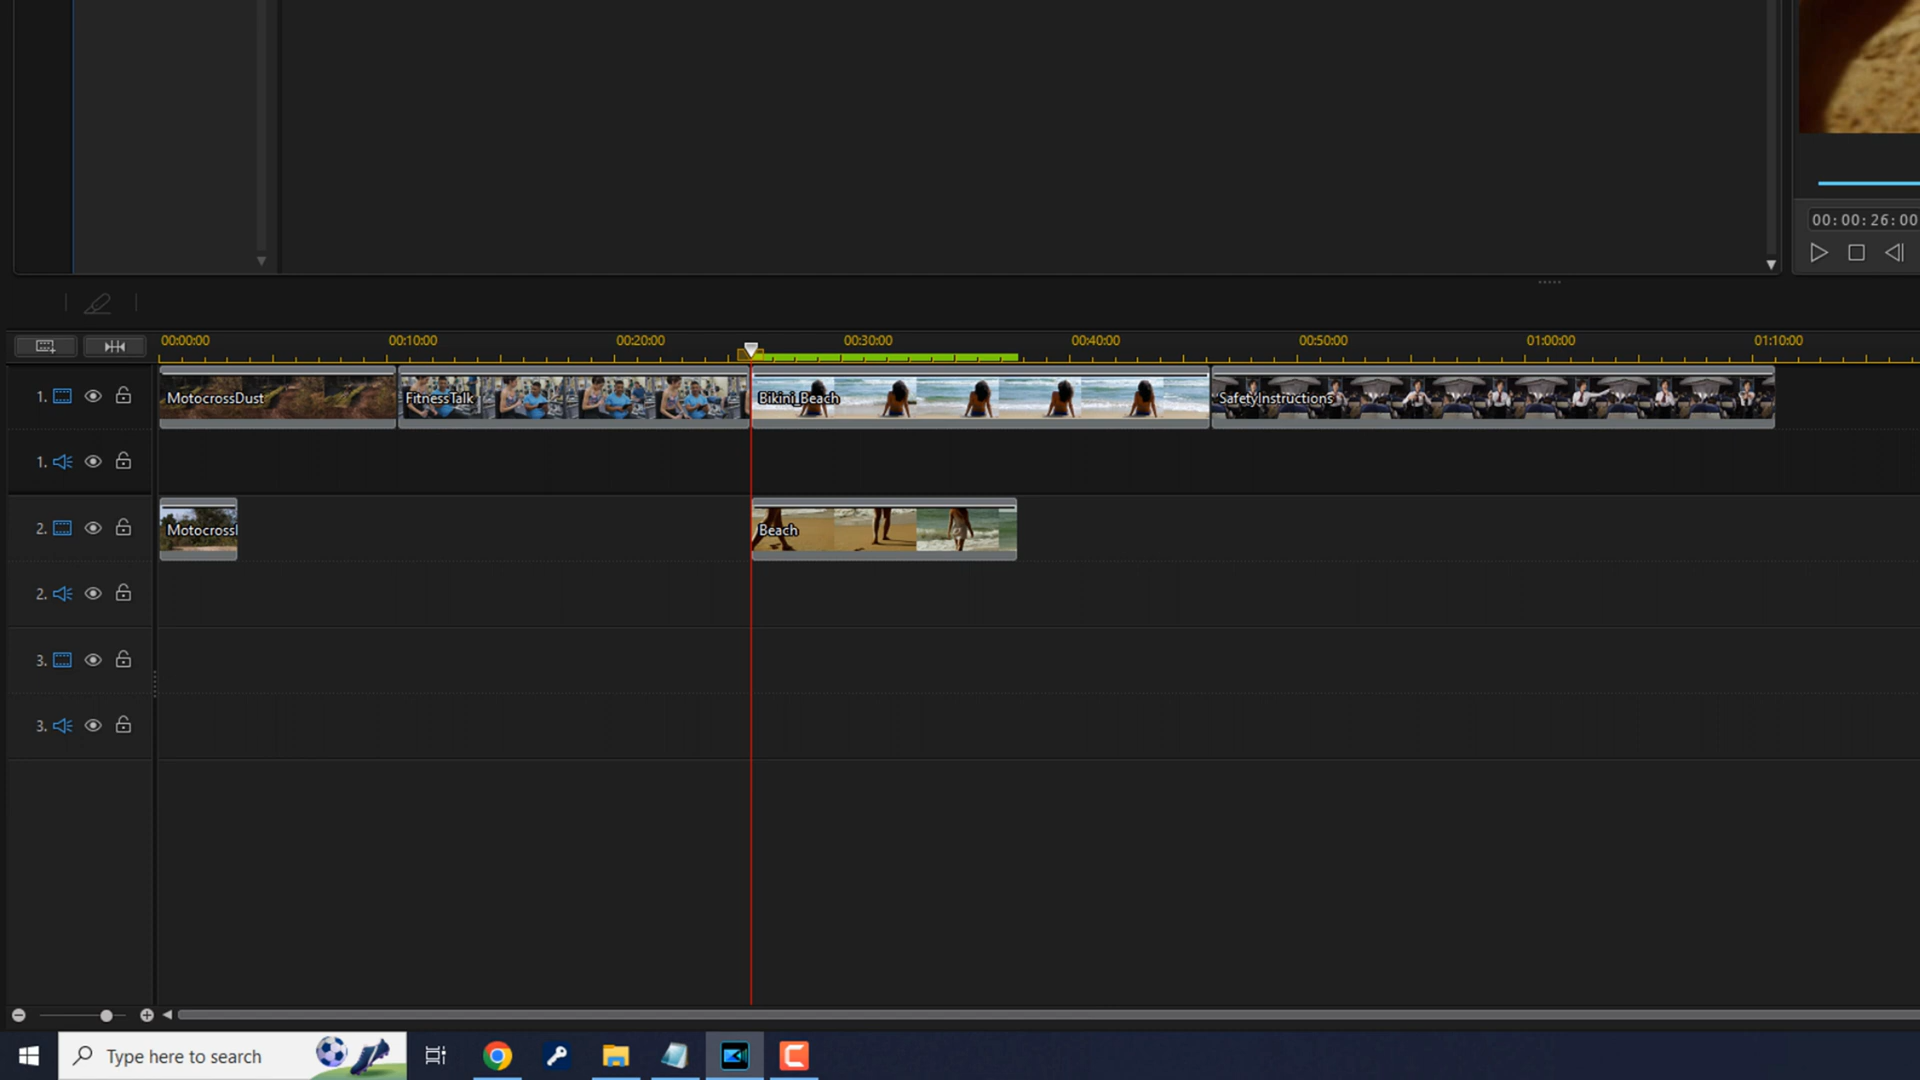 00:00:26:00
00:00:00
00:10:00
00:20:00
00:30:00
00:40:00
00:50:00
01:00:00
01:10:00
1.
MotocrossDust
FitnessTalk
Bikini_Beach
SafetyInstructions
1.
2.
Motocross
Beach
2.
3.
3.
Type here to search